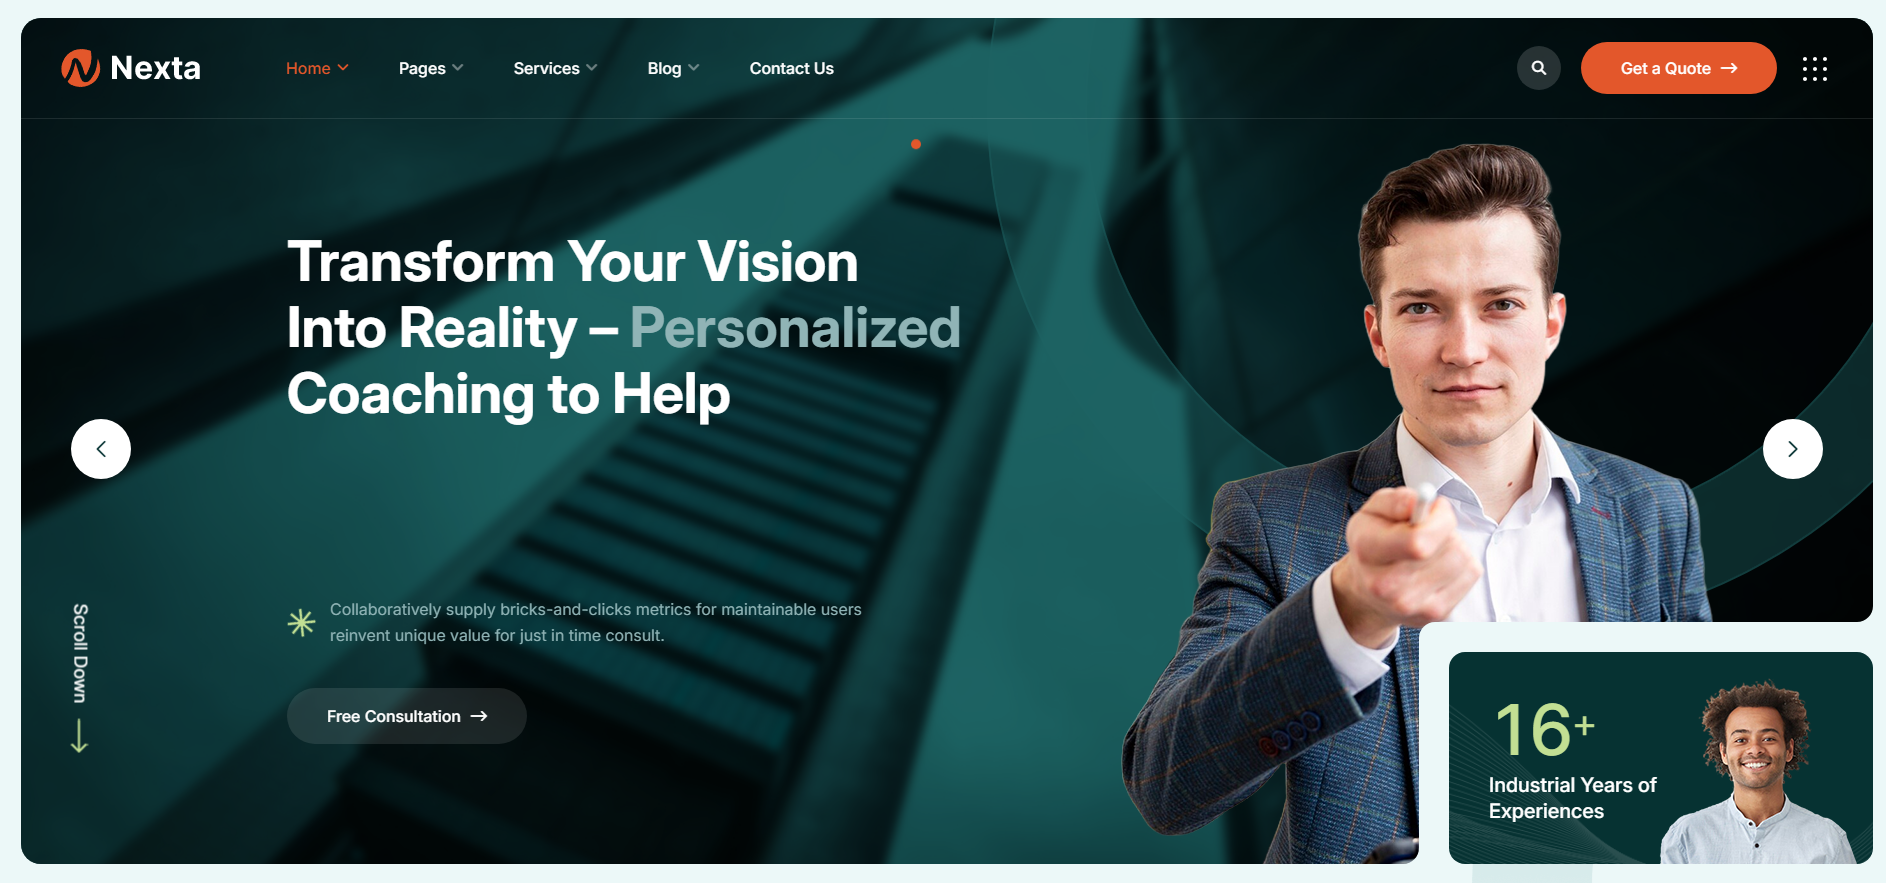 Nexta
Home
Pages
Services
Blog
Contact Us
Get a Quote
Transform Your Vision
Into Reality – Personalized
Coaching to Help
Collaboratively supply bricks-and-clicks metrics for maintainable users
reinvent unique value for just in time consult.
Free Consultation
Scroll Down
16+
Industrial Years of
Experiences